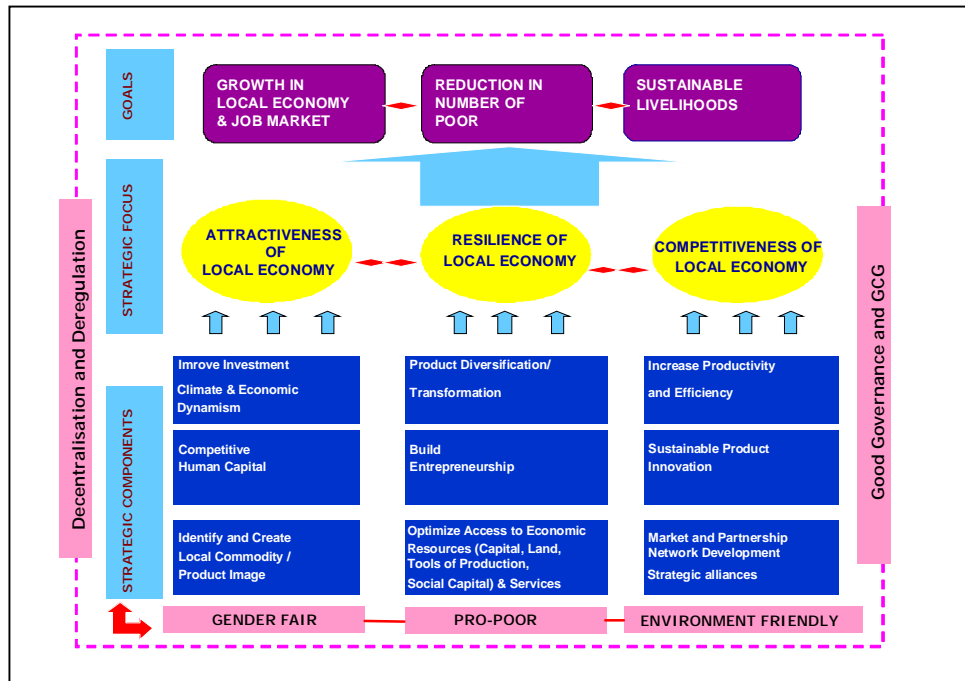 GOALS
GROWTH IN
LOCAL ECONOMY
& JOB MARKET
REDUCTION IN
NUMBER OF
POOR
SUSTAINABLE
LIVELIHOODS
STRATEGIC FOCUS
ATTRACTIVENESS
OF
LOCAL ECONOMY
RESILIENCE OF
LOCAL ECONOMY
COMPETITIVENESS OF
LOCAL ECONOMY
Decentralisation and Deregulation
Good Governance and GCG
STRATEGIC COMPONENTS
Imrove Investment
Climate & Economic
Dynamism
Product Diversification/
Transformation
Increase Productivity
and Efficiency
Competitive
Human Capital
Build
Entrepreneurship
Sustainable Product
Innovation
Identify and Create
Local Commodity /
Product Image
Optimize Access to Economic
Resources (Capital, Land,
Tools of Production,
Social Capital) & Services
Market and Partnership
Network Development
Strategic alliances
GENDER FAIR
PRO-POOR
ENVIRONMENT FRIENDLY